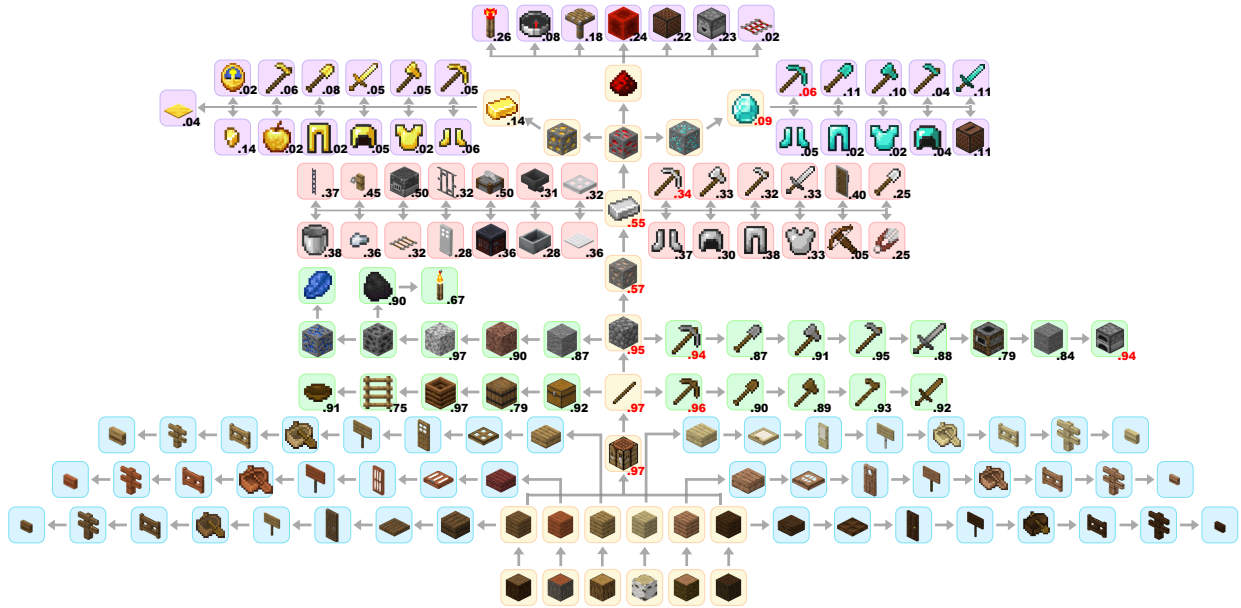 .26 .08 .18 .24 .22 .23 .02
.02 .06 .08 .05 .05 .05 .06 .11 .10 .04 .11
.04 .14 .09
.14 .02 .02 .05 .02 .06 .05 .02 .02 .04 .11
.37 .45 .50 .32 .50 .31 .32 .34 .33 .32 .33 .40 .25
.55
.38 .36 .32 .28 .36 .28 .36 .37 .30 .38 .33 .05 .25
.57
.90 .67
.97 .90 .87 .95 .94 .87 .91 .95 .88 .79 .84 .94
.91 .75 .97 .79 .92 .97 .96 .90 .89 .93 .92
.97